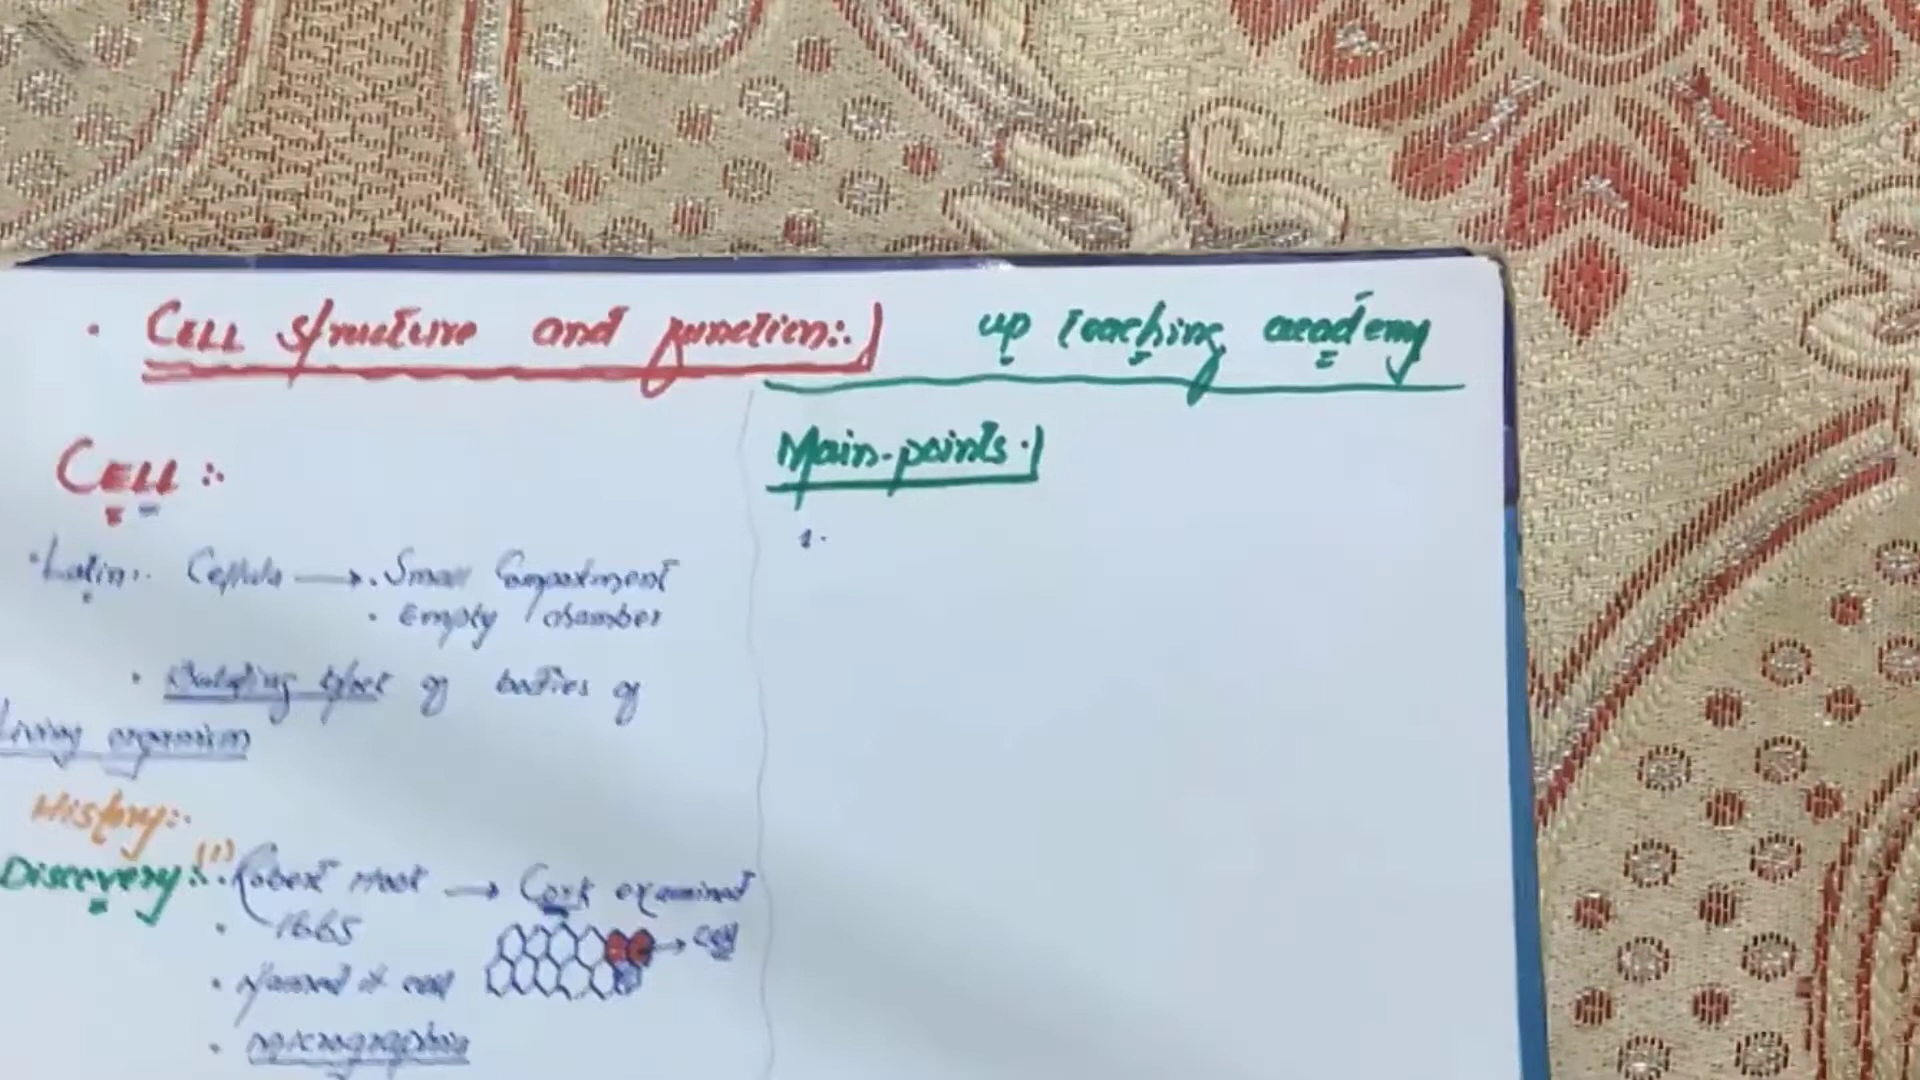 . CELL structure and function:.
up teaching academy
CELL :.
Main-points.
1.
. Latin:. Cellula → . Small Compartment
. Empty chamber
. Building block of bodies of
Living organism
History:.
(1)
Discovery:. . Robert Hook → Cork examined
. 1665
→ cell
. Named it cell
. micrographia